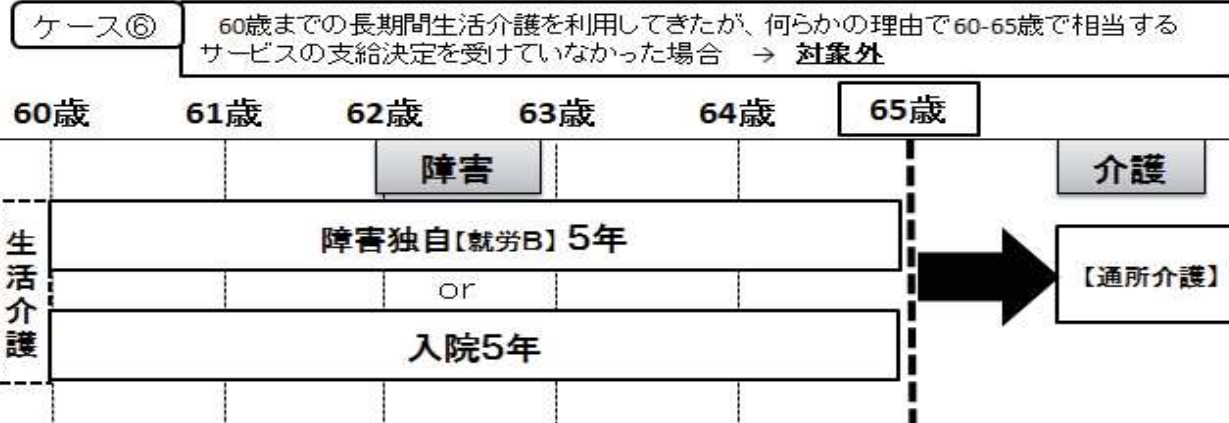 ケース⑥
60歳までの長期間生活介護を利用してきたが、何らかの理由で60-65歳で相当する
サービスの支給決定を受けていなかった場合 → 対象外
60歳 61歳 62歳 63歳 64歳 65歳
障害 介護
生活介護
障害独自【就労B】5年
or
入院5年
【通所介護】